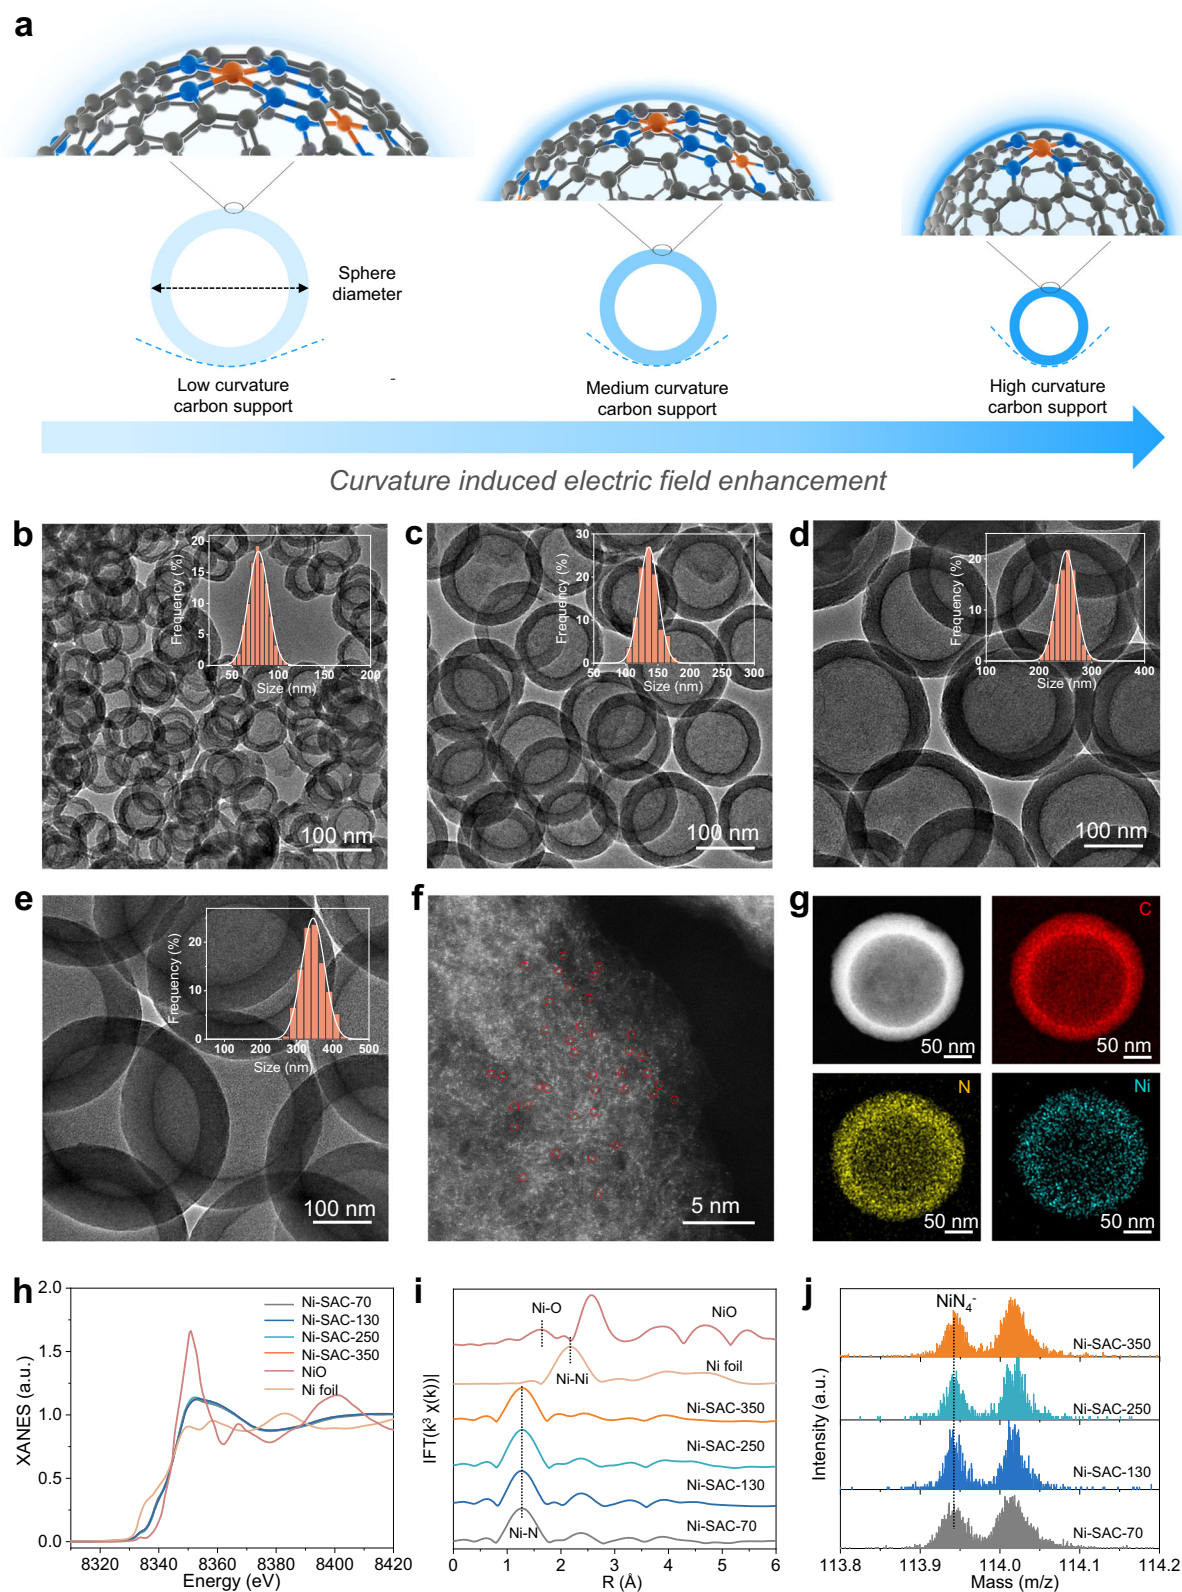 a
Sphere
diameter
Low curvature
carbon support
-
Medium curvature
carbon support
High curvature
carbon support
Curvature induced electric field enhancement
b
Frequency (%)
20
15
10
5
0
50
100
150
200
Size (nm)
100 nm
c
Frequency (%)
30
20
10
0
50
100
150
200
300
Size (nm)
100 nm
d
Frequency (%)
20
10
0
100
200
300
400
Size (nm)
100 nm
e
Frequency (%)
20
10
0
100
200
300
400
500
Size (nm)
100 nm
f
5 nm
g
50 nm
C
50 nm
N
50 nm
Ni
50 nm
h
XANES (a.u.)
2.0
1.5
1.0
0.5
0.0
Ni-SAC-70
Ni-SAC-130
Ni-SAC-250
Ni-SAC-350
NiO
Ni foil
8320
8340
8360
8380
8400
8420
Energy (eV)
i
IFT(k³ χ(k))|
Ni-O
NiO
Ni foil
Ni-Ni
Ni-SAC-350
Ni-SAC-250
Ni-SAC-130
Ni-N
Ni-SAC-70
0
1
2
3
4
5
6
R (Å)
j
Intensity (a.u.)
NiN₄⁻
Ni-SAC-350
Ni-SAC-250
Ni-SAC-130
Ni-SAC-70
113.8
113.9
114.0
114.1
114.2
Mass (m/z)